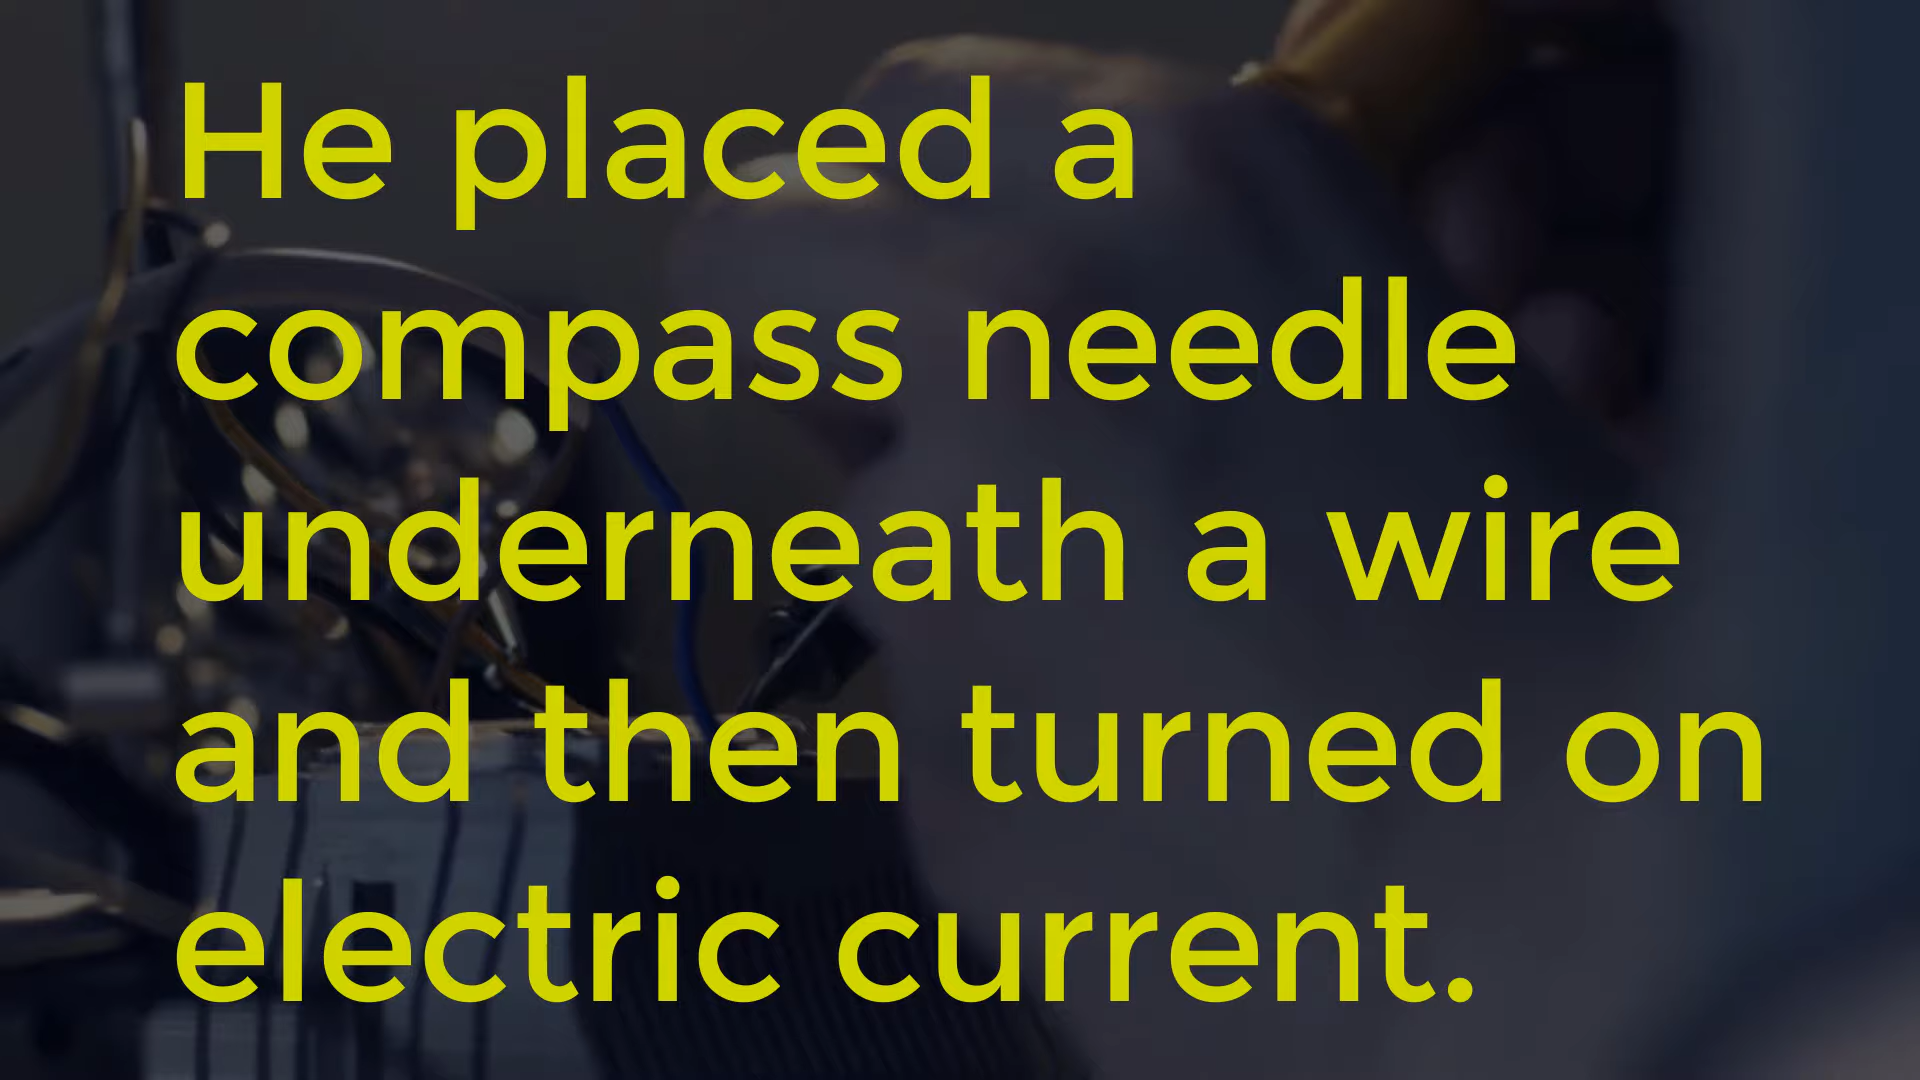 He placed a
compass needle
underneath a wire
and then turned on
electric current.